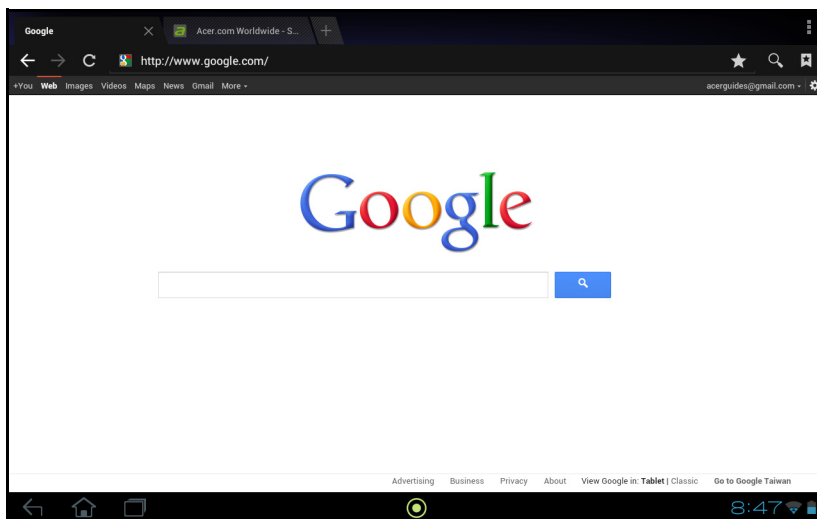 Google Acer.com Worldwide - S...
http://www.google.com/
+You Web Images Videos Maps News Gmail More acerguides@gmail.com
Google
Advertising Business Privacy About View Google in: Tablet | Classic Go to Google Taiwan
8:47